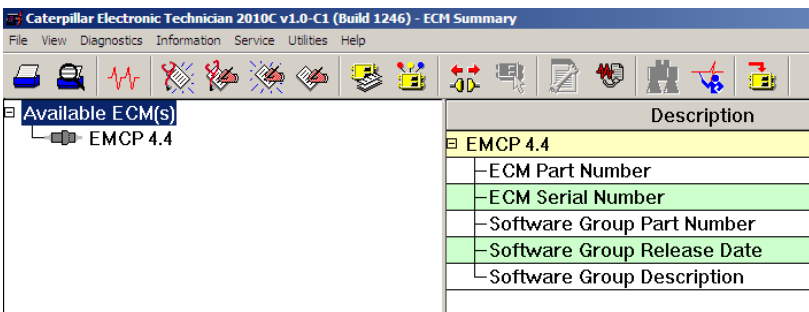 Caterpillar Electronic Technician 2010C v1.0-C1 (Build 1246) - ECM Summary
File View Diagnostics Information Service Utilities Help
Available ECM(s)
EMCP 4.4
Description
EMCP 4.4
ECM Part Number
ECM Serial Number
Software Group Part Number
Software Group Release Date
Software Group Description